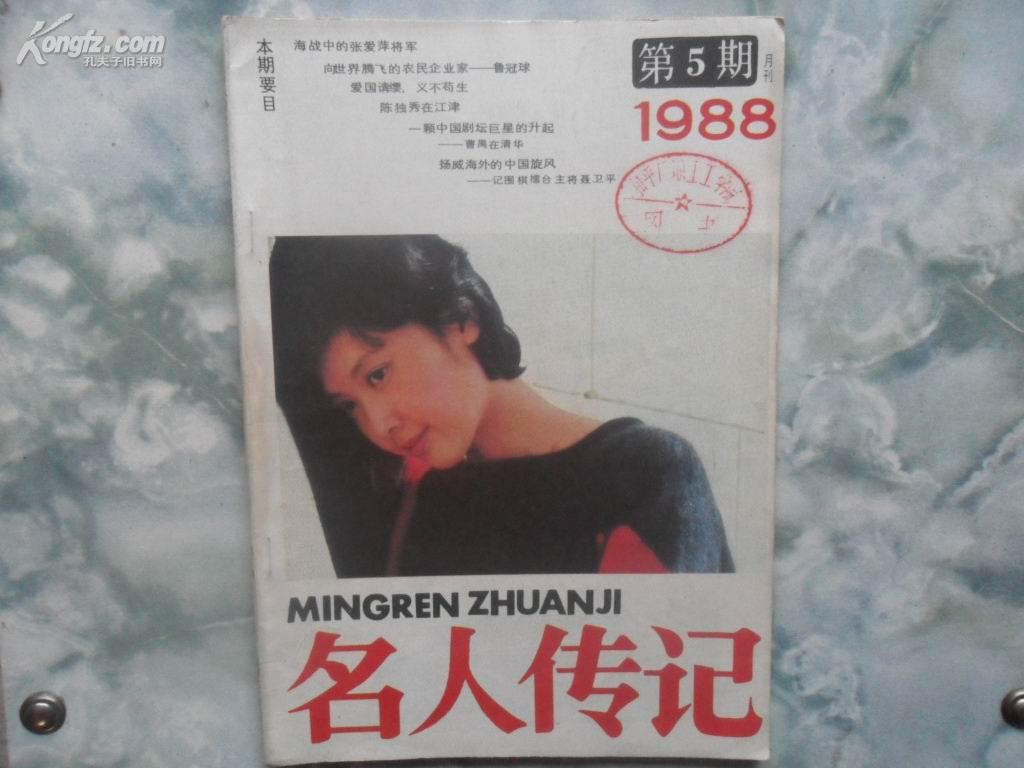 Kongfz.com
孔夫子旧书网
本期要目
海战中的张爱萍将军
向世界腾飞的农民企业家——鲁冠球
爱国请缨，义不苟生
陈独秀在江津
一颗中国剧坛巨星的升起
——曹禺在清华
扬威海外的中国旋风
——记围棋擂台主将聂卫平
第5期
月刊
1988
MINGREN ZHUANJI
名人传记